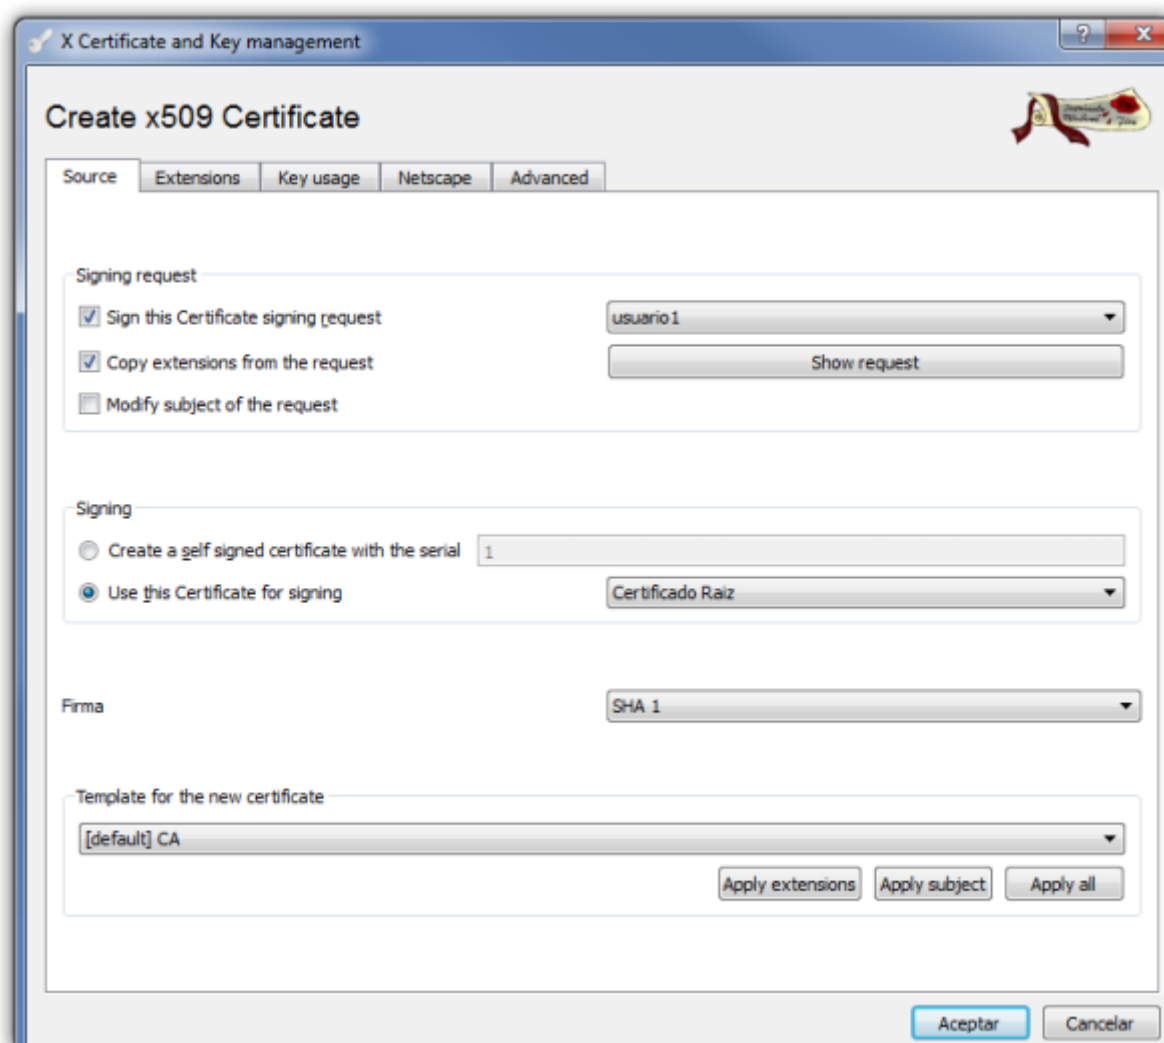 X Certificate and Key management
Create x509 Certificate
Source Extensions Key usage Netscape Advanced
Signing request
Sign this Certificate signing request usuario1
Copy extensions from the request Show request
Modify subject of the request
Signing
Create a self signed certificate with the serial 1
Use this Certificate for signing Certificado Raiz
Firma SHA 1
Template for the new certificate
[default] CA
Apply extensions Apply subject Apply all
Aceptar Cancelar